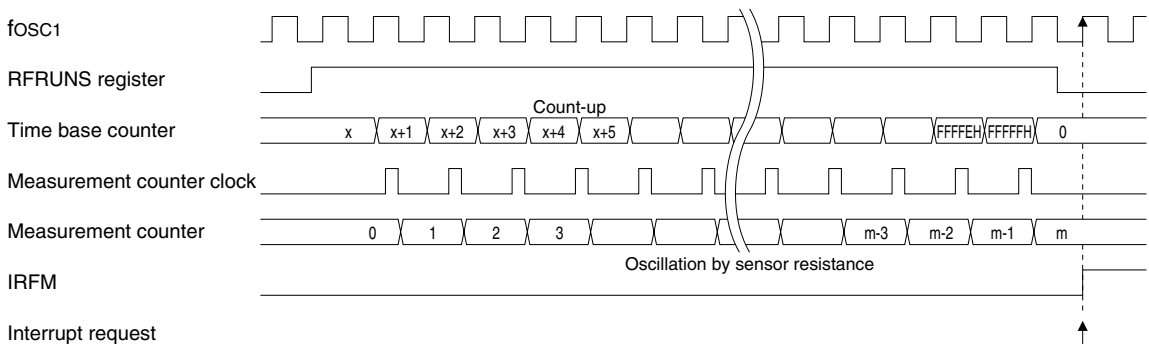 fOSC1
RFRUNS register
Count-up
Time base counter x x+1 x+2 x+3 x+4 x+5 FFFFEH FFFFFH 0
Measurement counter clock
Measurement counter 0 1 2 3 m-3 m-2 m-1 m
Oscillation by sensor resistance
IRFM
Interrupt request